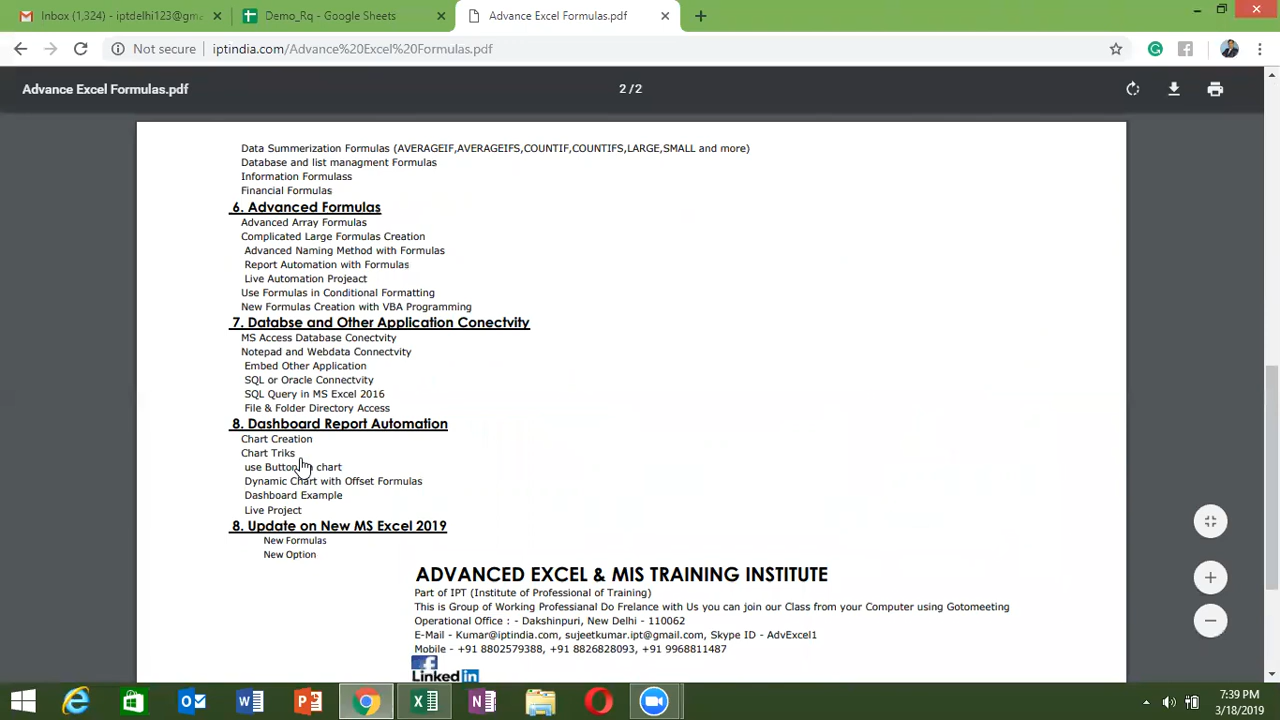 Inbox (1,324) - iptdelhi123@gm
Demo_Rq - Google Sheets
Advance Excel Formulas.pdf
Not secure
iptindia.com/Advance%20Excel%20Formulas.pdf
Advance Excel Formulas.pdf
2 / 2
Data Summerization Formulas (AVERAGEIF,AVERAGEIFS,COUNTIF,COUNTIFS,LARGE,SMALL and more)
Database and list managment Formulas
Information Formulass
Financial Formulas
6. Advanced Formulas
Advanced Array Formulas
Complicated Large Formulas Creation
Advanced Naming Method with Formulas
Report Automation with Formulas
Live Automation Projeact
Use Formulas in Conditional Formatting
New Formulas Creation with VBA Programming
7. Databse and Other Application Conectvity
MS Access Database Conectvity
Notepad and Webdata Connectvity
Embed Other Application
SQL or Oracle Connectvity
SQL Query in MS Excel 2016
File & Folder Directory Access
8. Dashboard Report Automation
Chart Creation
Chart Triks
use Button chart
Dynamic Chart with Offset Formulas
Dashboard Example
Live Project
8. Update on New MS Excel 2019
New Formulas
New Option
ADVANCED EXCEL & MIS TRAINING INSTITUTE
Part of IPT (Institute of Professional of Training)
This is Group of Working Professianal Do Frelance with Us you can join our Class from your Computer using Gotomeeting
Operational Office : - Dakshinpuri, New Delhi - 110062
E-Mail - Kumar@iptindia.com, sujeetkumar.ipt@gmail.com, Skype ID - AdvExcel1
Mobile - +91 8802579388, +91 8826828093, +91 9968811487
Linked in
7:39 PM
3/18/2019